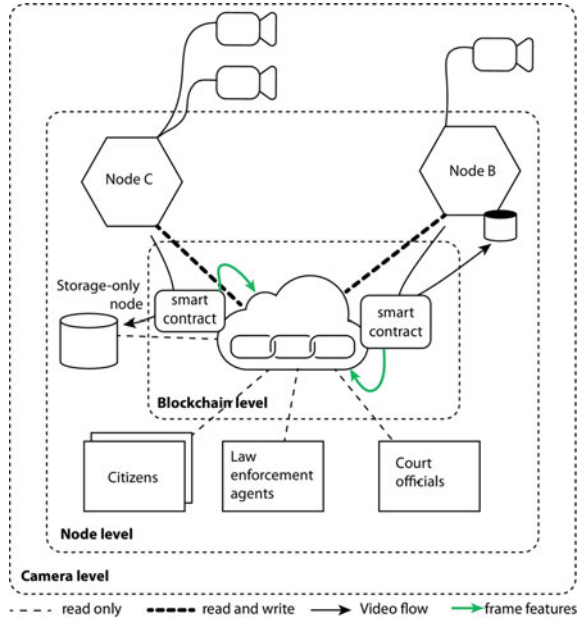 Node C
Node B
Storage-only
node
smart
contract
smart
contract
Blockchain level
Citizens
Law
enforcement
agents
Court
officials
Node level
Camera level
read only
read and write
Video flow
frame features